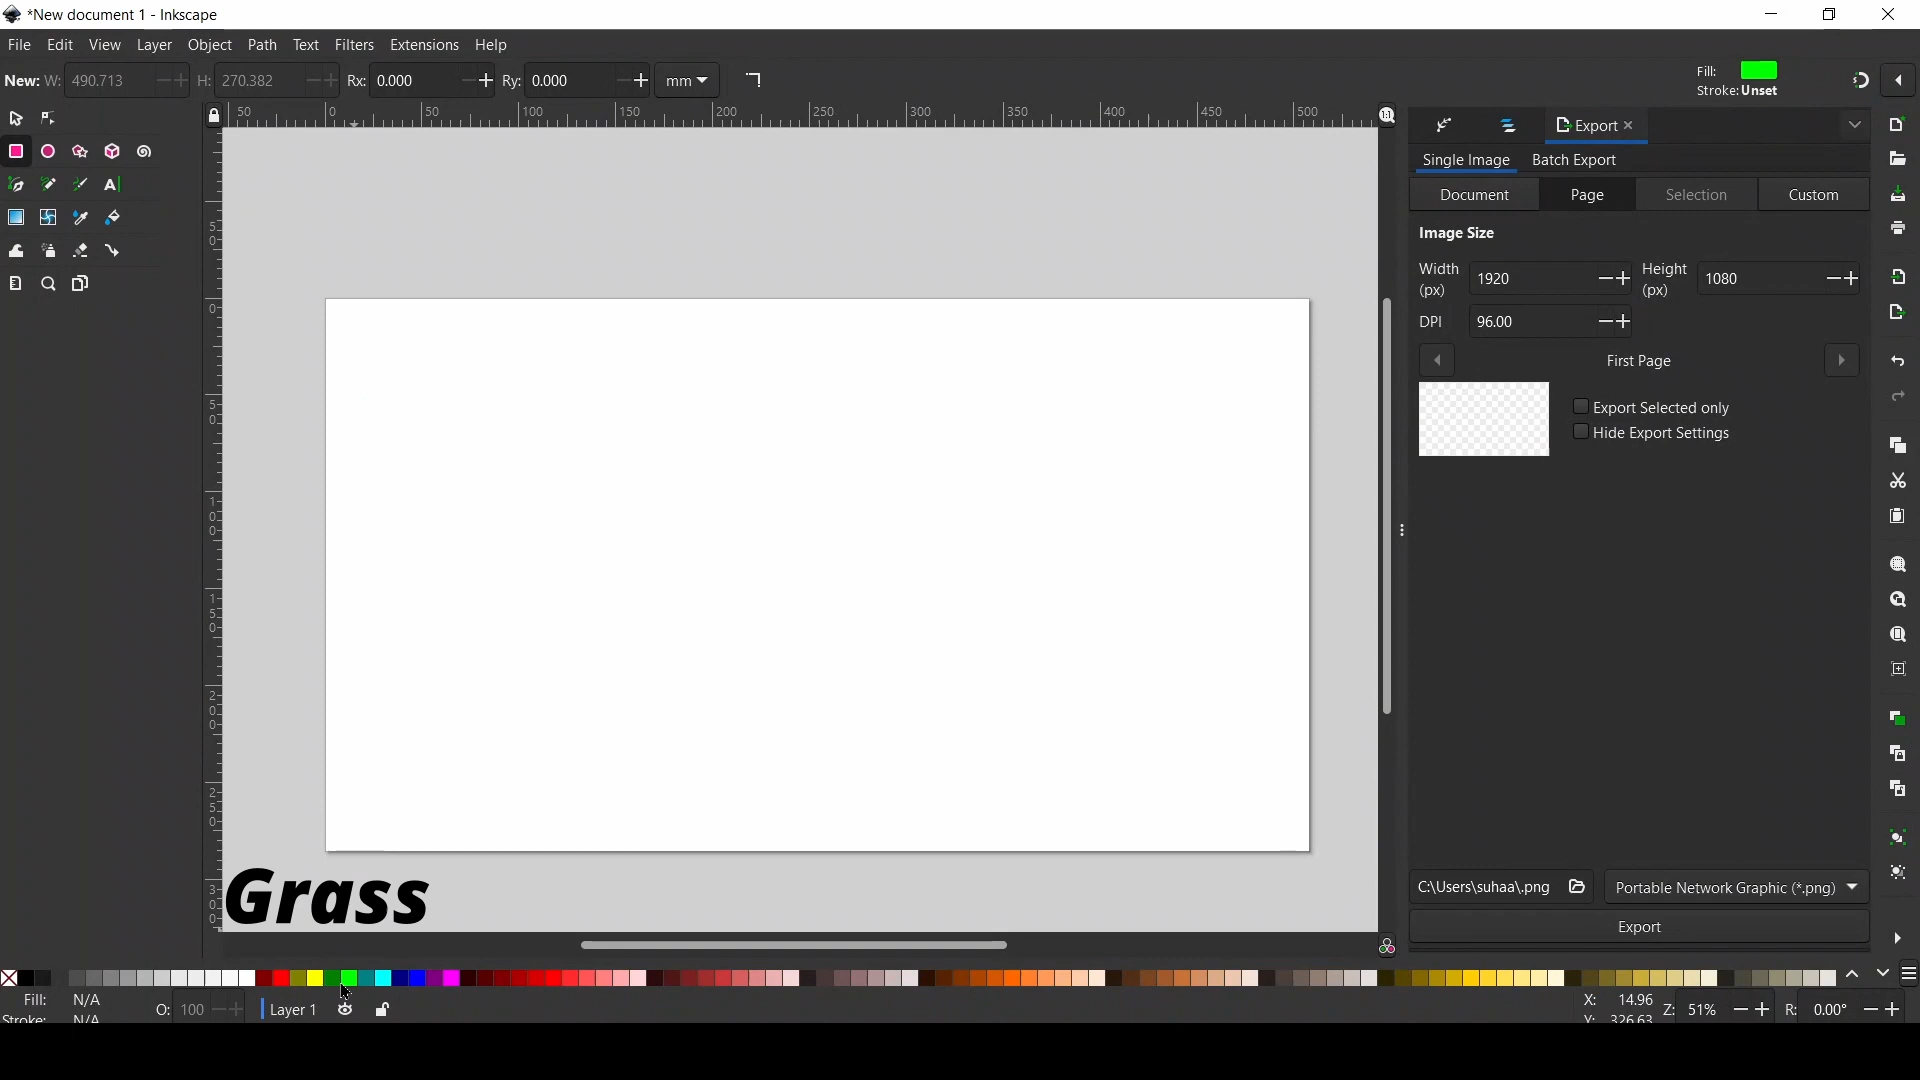 *New document 1 - Inkscape
File Edit View Layer Object Path Text Filters Extensions Help
New: W: 490.713 H: 270.382 Rx: 0.000 Ry: 0.000 mm
Fill:
Stroke: Unset
50 0 50 100 150 200 250 300 350 400 450 500
Export
Single Image Batch Export
Document Page Selection Custom
Image Size
Width (px) 1920 Height (px) 1080
DPI 96.00
First Page
Export Selected only
Hide Export Settings
Grass
C:\Users\suhaa\.png Portable Network Graphic (*.png)
Export
Fill: N/A
Stroke: N/A
O: 100 Layer 1
X: 14.96
Y: 326.63
Z: 51% R: 0.00°